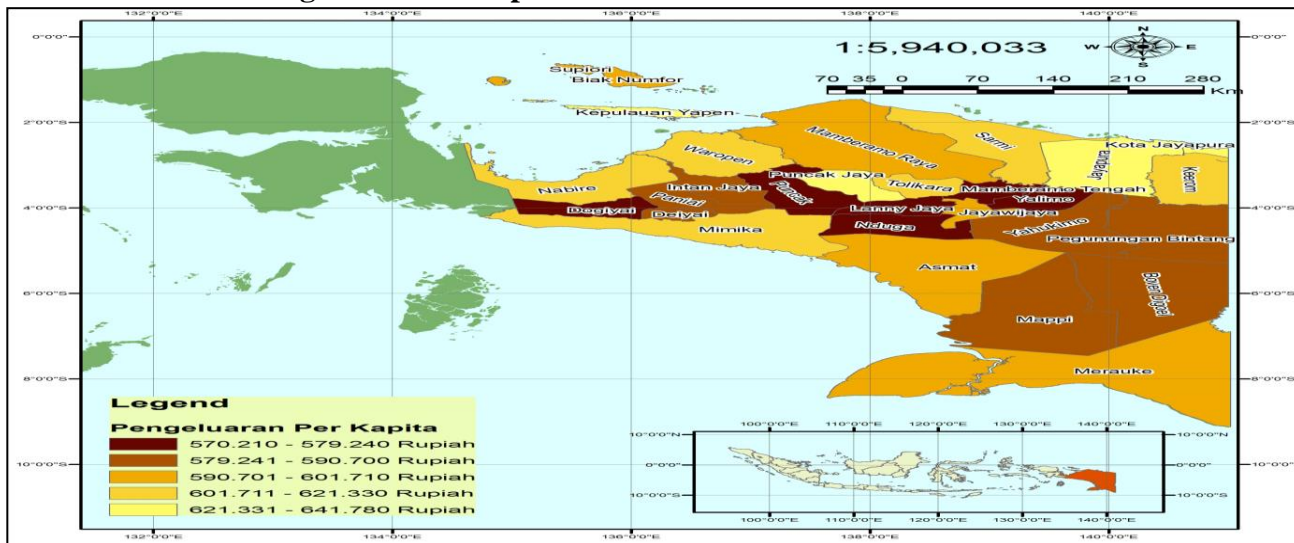 132°0'0"E 134°0'0"E 136°0'0"E 138°0'0"E 140°0'0"E
0°0'0"
2°0'0"S
4°0'0"S
6°0'0"S
8°0'0"S
10°0'0"S
0°0'0"
2°0'0"S
4°0'0"S
6°0'0"S
8°0'0"S
10°0'0"S
1:5,940,033
N
W E
S
70 35 0 70 140 210 280
Km
Supiori
Biak Numfor
Kepulauan Yapen
Mamberamo Raya
Sarmi
Kota Jayapura
Waropen
Keerom
Puncak Jaya
Nabire
Intan Jaya
Puncak
Tolikara
Mamberamo Tengah
Paniai
Yalimo
Dogiyai
Lanny Jaya
Jayawijaya
Deiyai
Nduga
Yahukimo
Mimika
Pegunungan Bintang
Asmat
Boven Digoel
Mappi
Merauke
Legend
Pengeluaran Per Kapita
570.210 - 579.240 Rupiah
579.241 - 590.700 Rupiah
590.701 - 601.710 Rupiah
601.711 - 621.330 Rupiah
621.331 - 641.780 Rupiah
100°0'0"E 120°0'0"E 130°0'0"E 140°0'0"E
10°0'0"N
0°0'0"
10°0'0"S
10°0'0"N
0°0'0"
10°0'0"S
100°0'0"E 110°0'0"E 120°0'0"E 130°0'0"E 140°0'0"E
132°0'0"E 134°0'0"E 136°0'0"E 138°0'0"E 140°0'0"E